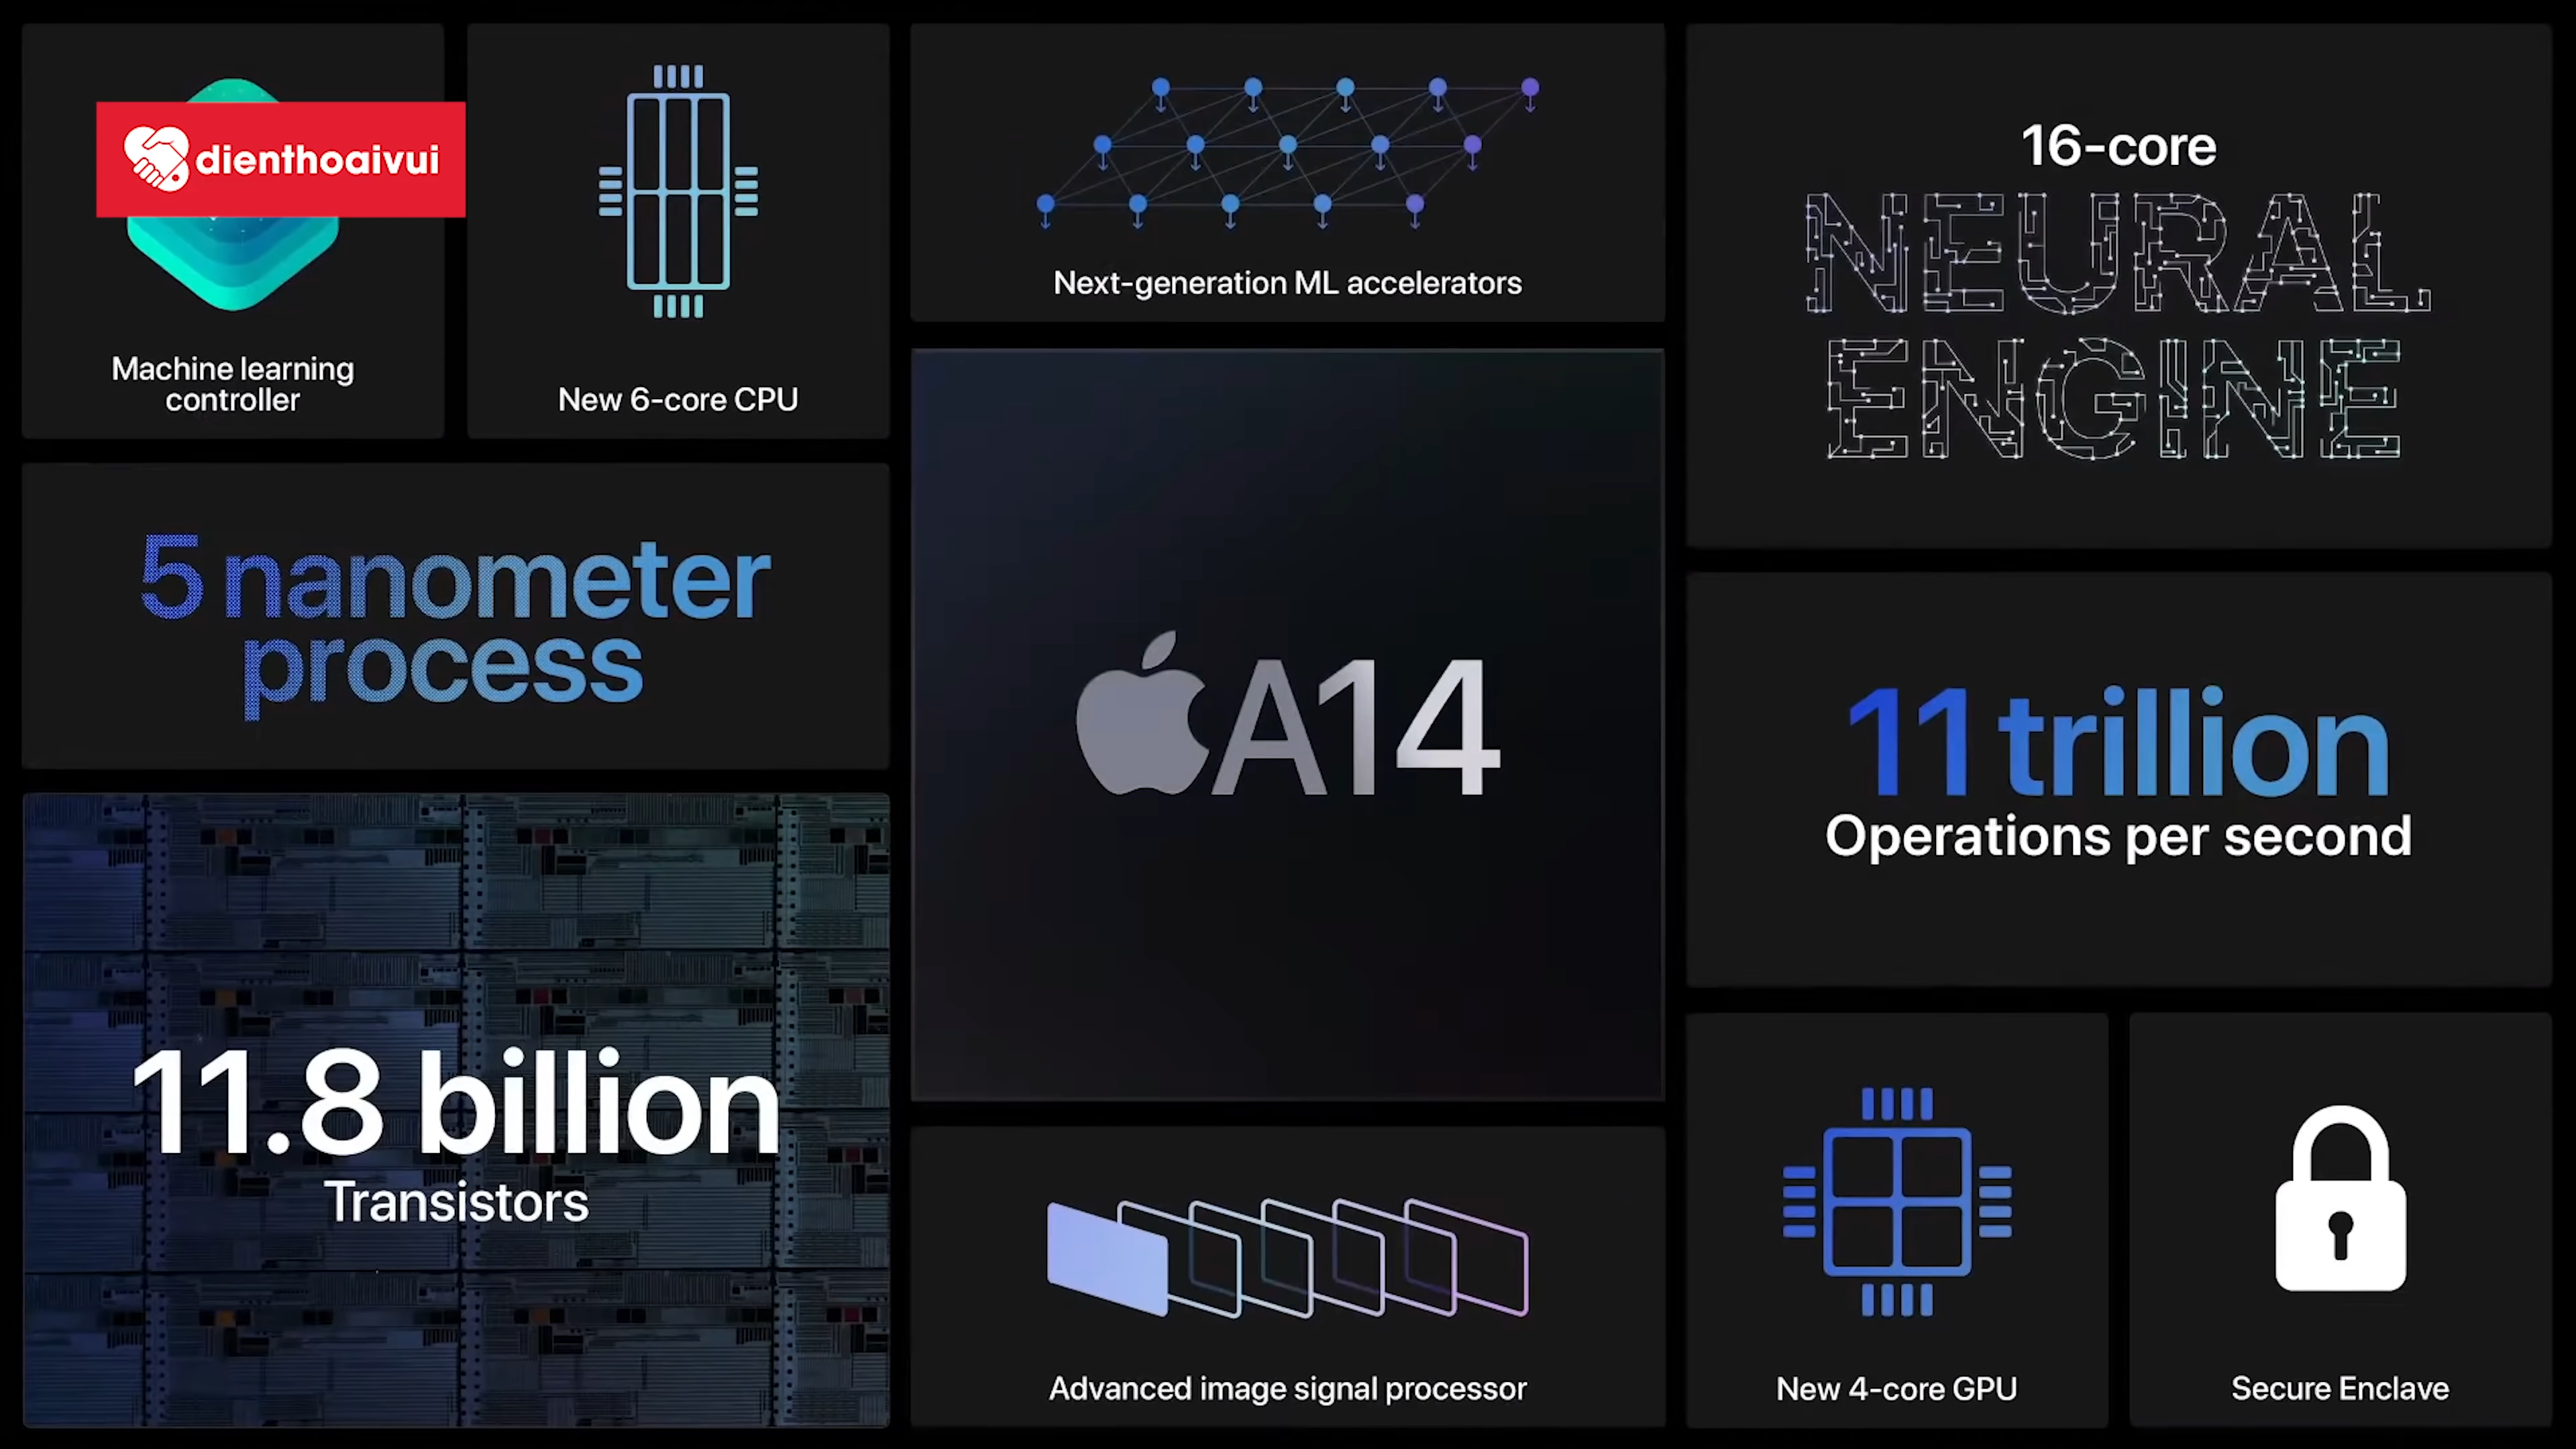 dienthoaivui
Machine learning
controller
New 6-core CPU
Next-generation ML accelerators
16-core
NEURAL
ENGINE
5 nanometer
process
A14
11 trillion
Operations per second
11.8 billion
Transistors
Advanced image signal processor
New 4-core GPU
Secure Enclave